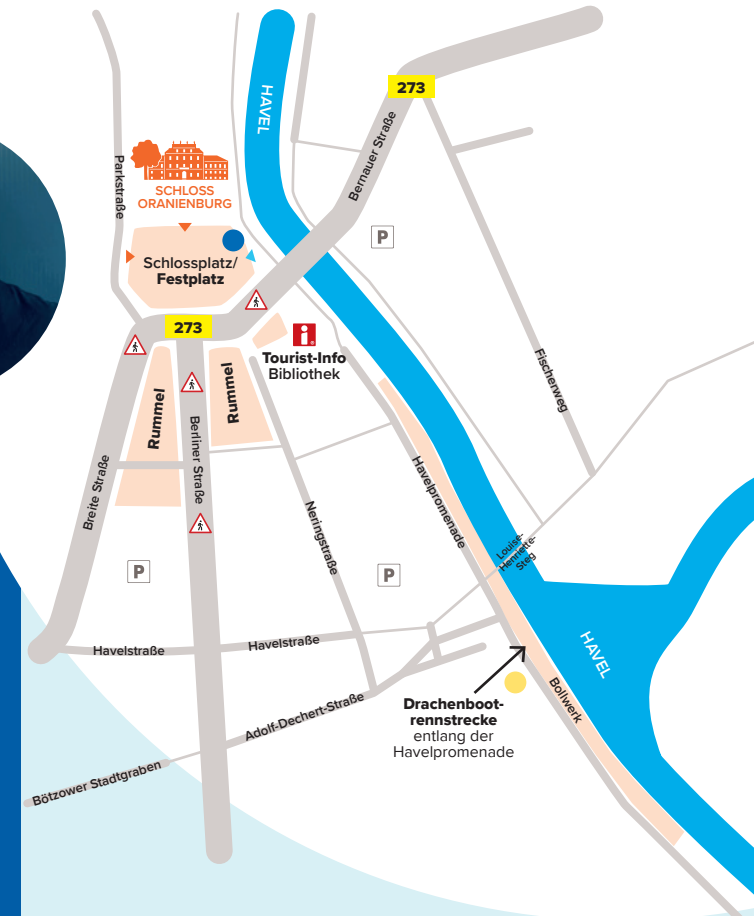 HAVEL
273
Bernauer Straße
Parkstraße
SCHLOSS
ORANIENBURG
P
Schlossplatz/
Festplatz
273
Tourist-Info
Bibliothek
Rummel
Rummel
Fischerweg
Berliner Straße
Breite Straße
Havelpromenade
Neringstraße
Louise-
Henriette-
Steg
P
P
HAVEL
Havelstraße
Havelstraße
Bollwerk
Drachenboot-
rennstrecke
entlang der
Havelpromenade
Adolf-Dechert-Straße
Bötzower Stadtgraben